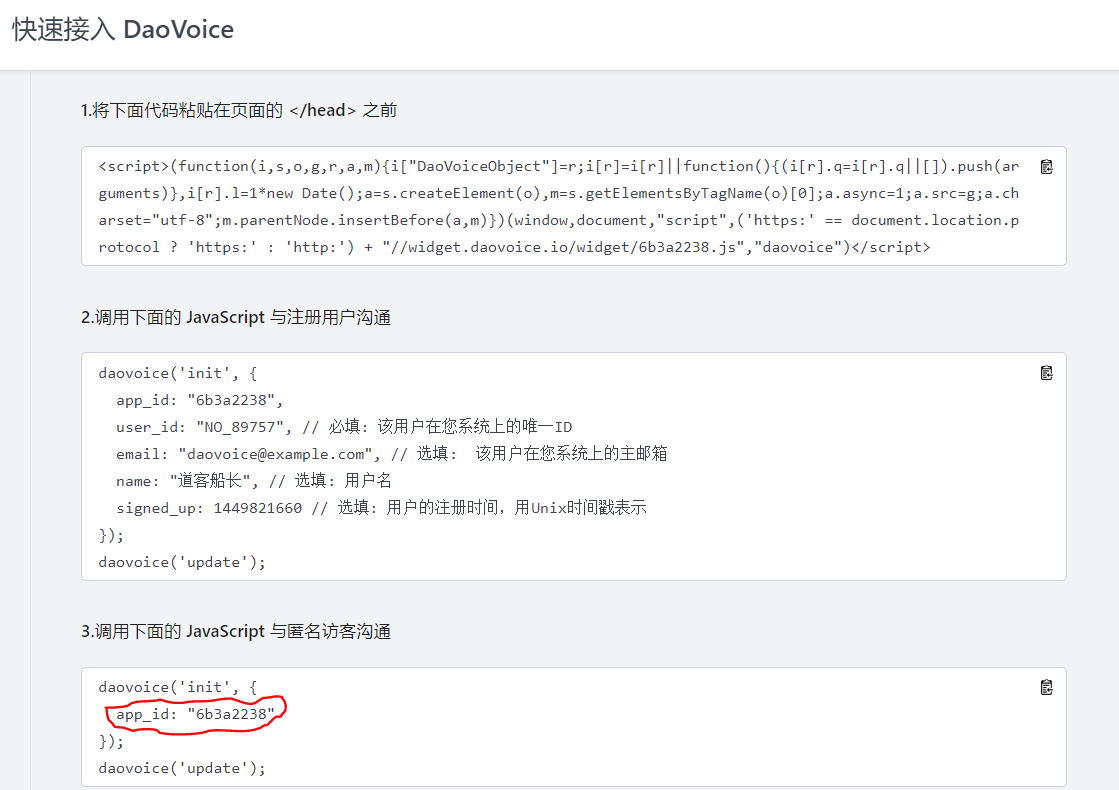 快速接入 DaoVoice
1.将下面代码粘贴在页面的 </head> 之前
<script>(function(i,s,o,g,r,a,m){i["DaoVoiceObject"]=r;i[r]=i[r]||function(){(i[r].q=i[r].q||[]).push(ar
guments)},i[r].l=1*new Date();a=s.createElement(o),m=s.getElementsByTagName(o)[0];a.async=1;a.src=g;a.ch
arset="utf-8";m.parentNode.insertBefore(a,m)})(window,document,"script",('https:' == document.location.p
rotocol ? 'https:' : 'http:') + "//widget.daovoice.io/widget/6b3a2238.js","daovoice")</script>
2.调用下面的 JavaScript 与注册用户沟通
daovoice('init', {
  app_id: "6b3a2238",
  user_id: "NO_89757", // 必填: 该用户在您系统上的唯一ID
  email: "daovoice@example.com", // 选填:  该用户在您系统上的主邮箱
  name: "道客船长", // 选填: 用户名
  signed_up: 1449821660 // 选填: 用户的注册时间，用Unix时间戳表示
});
daovoice('update');
3.调用下面的 JavaScript 与匿名访客沟通
daovoice('init', {
  app_id: "6b3a2238"
});
daovoice('update');